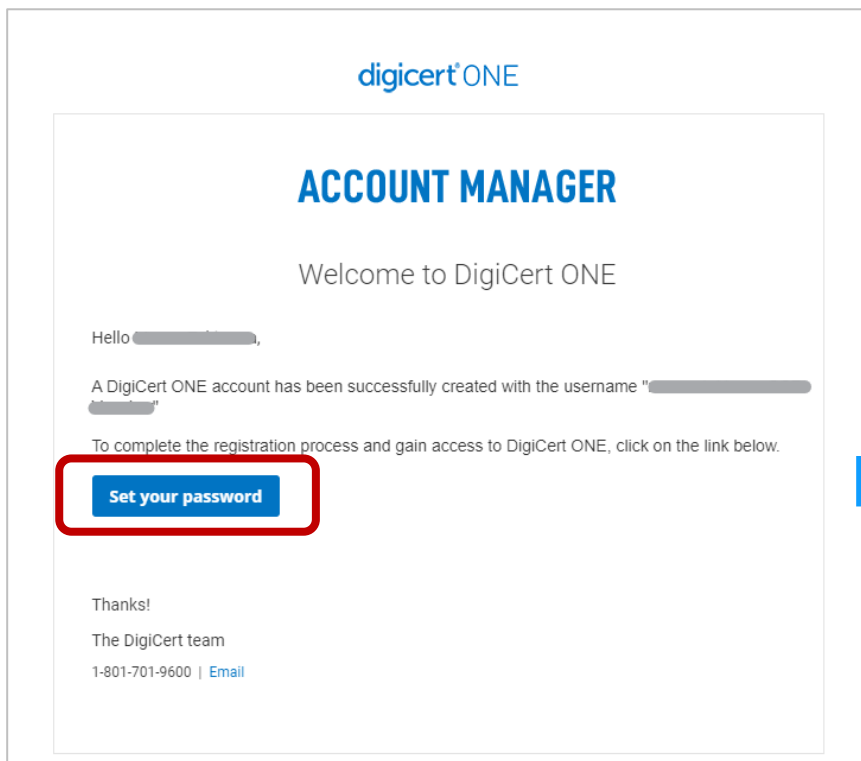 digicert® ONE
ACCOUNT MANAGER
Welcome to DigiCert ONE
Hello ,
A DigiCert ONE account has been successfully created with the username "
"
To complete the registration process and gain access to DigiCert ONE, click on the link below.
Set your password
Thanks!
The DigiCert team
1-801-701-9600 | Email